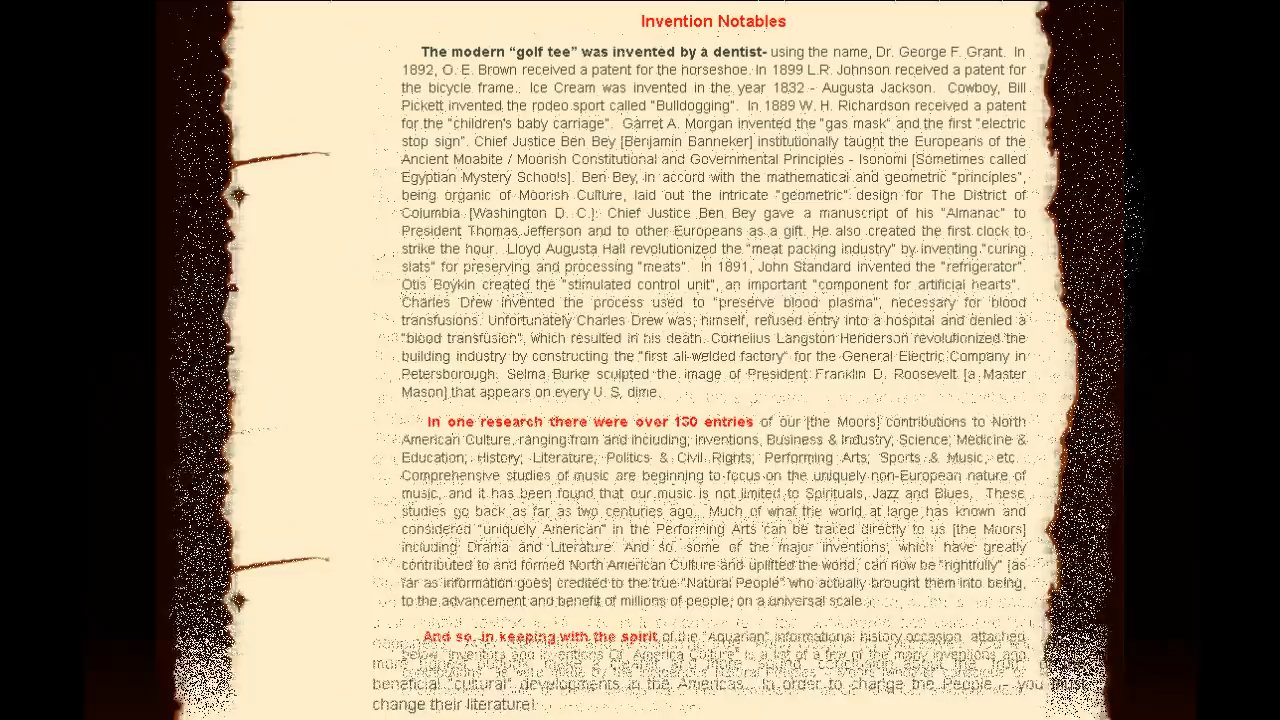 Invention Notables
The modern “golf tee” was invented by a dentist- using the name, Dr. George F. Grant. In
1892, O. E. Brown received a patent for the horseshoe. In 1899 L.R. Johnson received a patent for
the bicycle frame. Ice Cream was invented in the year 1832 - Augusta Jackson. Cowboy, Bill
Pickett invented the rodeo sport called "Bulldogging". In 1889 W. H. Richardson received a patent
for the "children's baby carriage". Garret A. Morgan invented the "gas mask" and the first "electric
stop sign". Chief Justice Ben Bey [Benjamin Banneker] institutionally taught the Europeans of the
Ancient Moabite / Moorish Constitutional and Governmental Principles - Isonomi [Sometimes called
Egyptian Mystery Schools]. Ben Bey, in accord with the mathematical and geometric "principles",
being organic of Moorish Culture, laid out the intricate "geometric" design for The District of
Columbia [Washington D. C.]: Chief Justice Ben Bey gave a manuscript of his "Almanac" to
President Thomas Jefferson and to other Europeans as a gift. He also created the first clock to
strike the hour. Lloyd Augusta Hall revolutionized the "meat packing industry" by inventing "curing
slats" for preserving and processing "meats". In 1891, John Standard invented the "refrigerator".
Otis Boykin created the "stimulated control unit", an important "component for artificial hearts".
Charles Drew invented the process used to "preserve blood plasma", necessary for blood
transfusions. Unfortunately Charles Drew was, himself, refused entry into a hospital and denied a
"blood transfusion", which resulted in his death. Cornelius Langston Henderson revolutionized the
building industry by constructing the "first all-welded factory" for the General Electric Company in
Petersborough. Selma Burke sculpted the image of President Franklin D. Roosevelt [a Master
Mason] that appears on every U. S. dime.
In one research there were over 130 entries of our [the Moors] contributions to North
American Culture, ranging from and including; Inventions, Business & Industry; Science; Medicine &
Education; History; Literature, Politics & Civil Rights; Performing Arts; Sports & Music, etc.
Comprehensive studies of music are beginning to focus on the uniquely non-European nature of
music, and it has been found that our music is not limited to Spirituals, Jazz and Blues. These
studies go back as far as two centuries ago. Much of what the world at large has known and
considered "uniquely American" in the Performing Arts can be traced directly to us [the Moors]
including Drama and Literature. And so, some of the major inventions, which have greatly
contributed to and formed North American Culture and uplifted the world, can now be "rightfully" [as
far as information goes] credited to the true "Natural People" who actually brought them into being,
to the advancement and benefit of millions of people, on a universal scale.
And so, in keeping with the spirit of the "Aquarian" informational history occasion, attached
below, Inventors and Inventions Of America Culture is a list of a few of the many inventions and
beneficial "cultural" developments in the Americas. In order to change the People - you
change their literature!